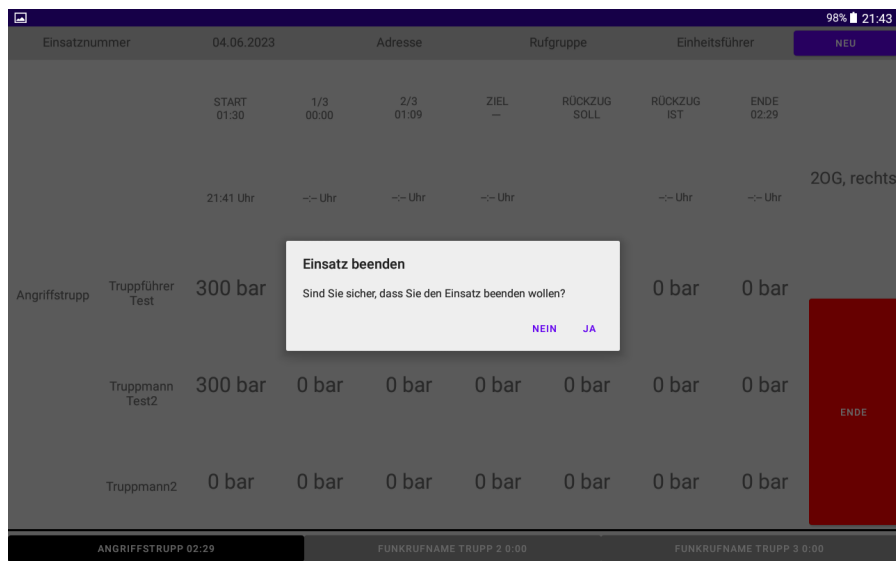 98% 21:43
Einsatznummer 04.06.2023 Adresse Rufgruppe Einheitsführer NEU
START 1/3 2/3 ZIEL RÜCKZUG RÜCKZUG ENDE
01:30 00:00 01:09 -- SOLL IST 02:29
2OG, rechts
21:41 Uhr --:-- Uhr --:-- Uhr --:-- Uhr --:-- Uhr --:-- Uhr
Einsatz beenden
Sind Sie sicher, dass Sie den Einsatz beenden wollen?
NEIN JA
Angriffstrupp Truppführer 300 bar 0 bar 0 bar
Test
Truppmann 300 bar 0 bar 0 bar 0 bar 0 bar 0 bar 0 bar
Test2
ENDE
Truppmann2 0 bar 0 bar 0 bar 0 bar 0 bar 0 bar 0 bar
ANGRIFFSTRUPP 02:29 FUNKRUFNAME TRUPP 2 0:00 FUNKRUFNAME TRUPP 3 0:00